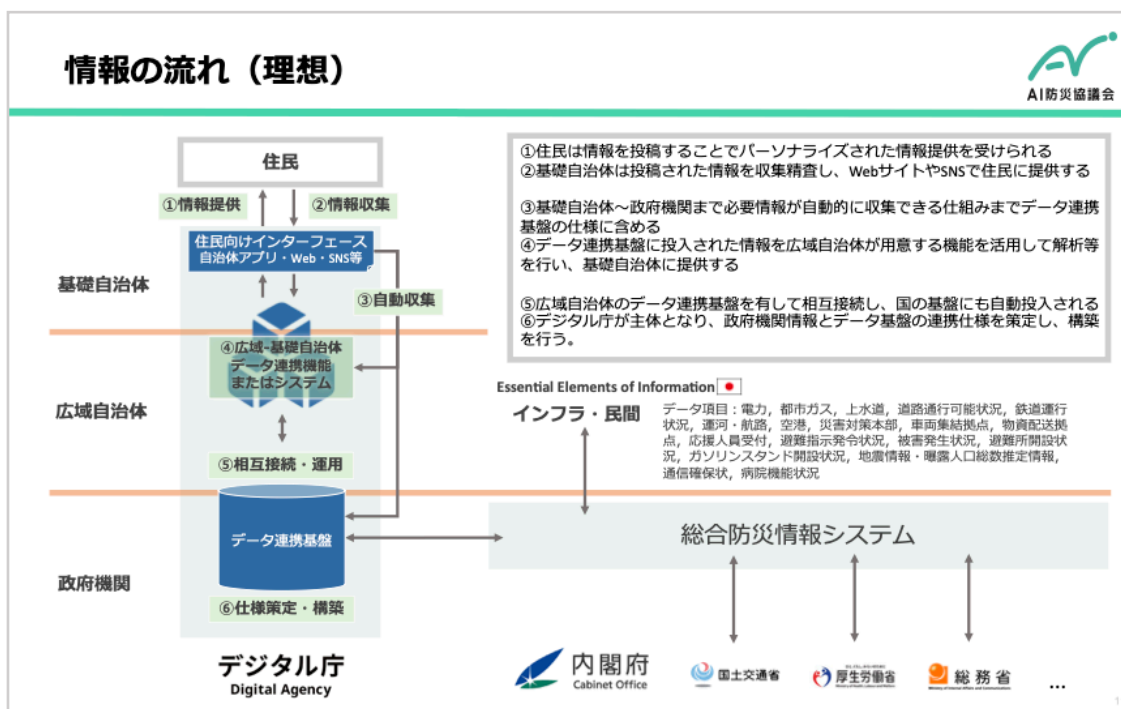 情報の流れ（理想）
AI防災協議会
住民
①情報提供
②情報収集
住民向けインターフェース
自治体アプリ・Web・SNS等
基礎自治体
③自動収集
④広域-基礎自治体
データ連携機能
またはシステム
広域自治体
⑤相互接続・運用
データ連携基盤
政府機関
⑥仕様策定・構築
デジタル庁
Digital Agency
①住民は情報を投稿することでパーソナライズされた情報提供を受けられる
②基礎自治体は投稿された情報を収集精査し、WebサイトやSNSで住民に提供する
③基礎自治体～政府機関まで必要情報が自動的に収集できる仕組みまでデータ連携
基盤の仕様に含める
④データ連携基盤に投入された情報を広域自治体が用意する機能を活用して解析等
を行い、基礎自治体に提供する
⑤広域自治体のデータ連携基盤を有して相互接続し、国の基盤にも自動投入される
⑥デジタル庁が主体となり、政府機関情報とデータ基盤の連携仕様を策定し、構築
を行う。
Essential Elements of Information
インフラ・民間
データ項目：電力，都市ガス，上水道，道路通行可能状況，鉄道運行
状況，運河・航路，空港，災害対策本部，車両集結拠点，物資配送拠
点，応援人員受付，避難指示発令状況，被害発生状況，避難所開設状
況，ガソリンスタンド開設状況，地震情報・曝露人口総数推定情報，
通信確保状，病院機能状況
総合防災情報システム
内閣府
Cabinet Office
国土交通省
厚生労働省
総務省
...
1